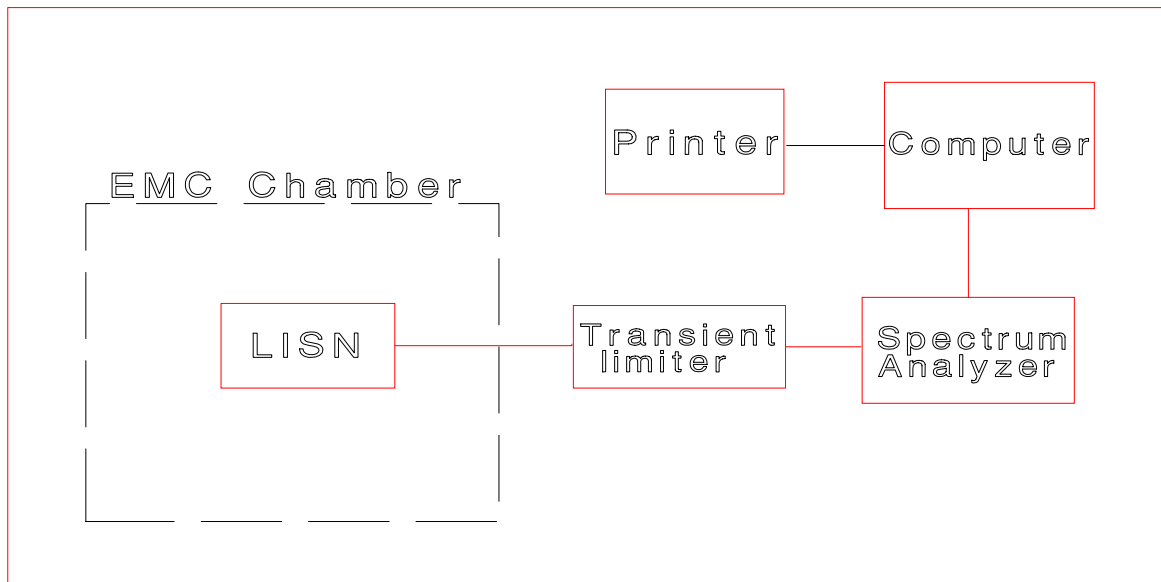 Printer
Computer
EMC Chamber
LISN
Transient
limiter
Spectrum
Analyzer